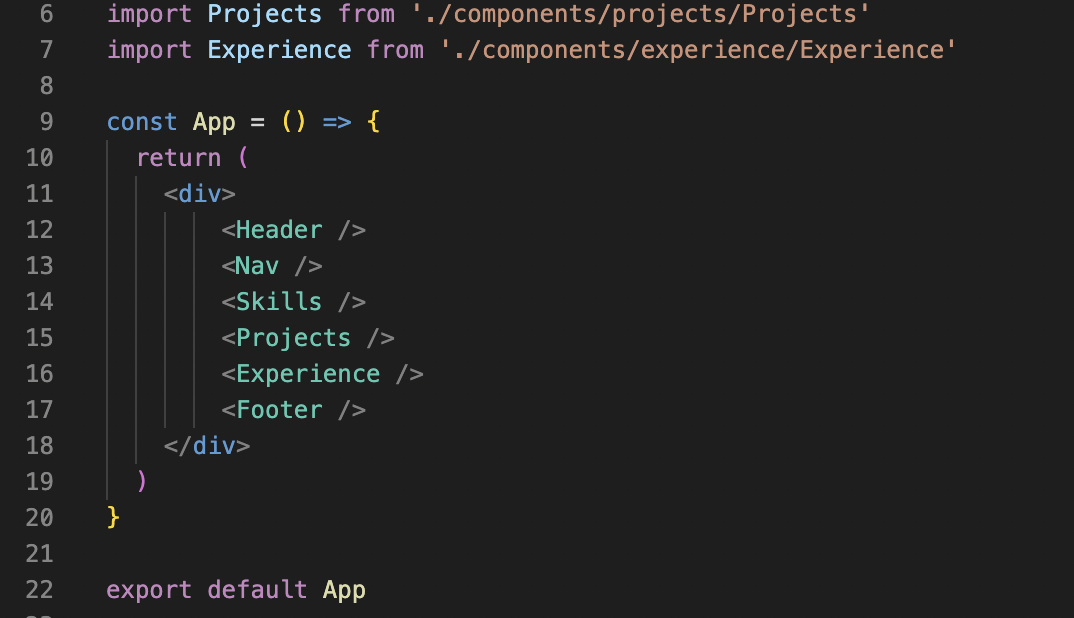 6 import Projects from './components/projects/Projects'
7 import Experience from './components/experience/Experience'
8
9 const App = () => {
10 return (
11 <div>
12 <Header />
13 <Nav />
14 <Skills />
15 <Projects />
16 <Experience />
17 <Footer />
18 </div>
19 )
20 }
21
22 export default App